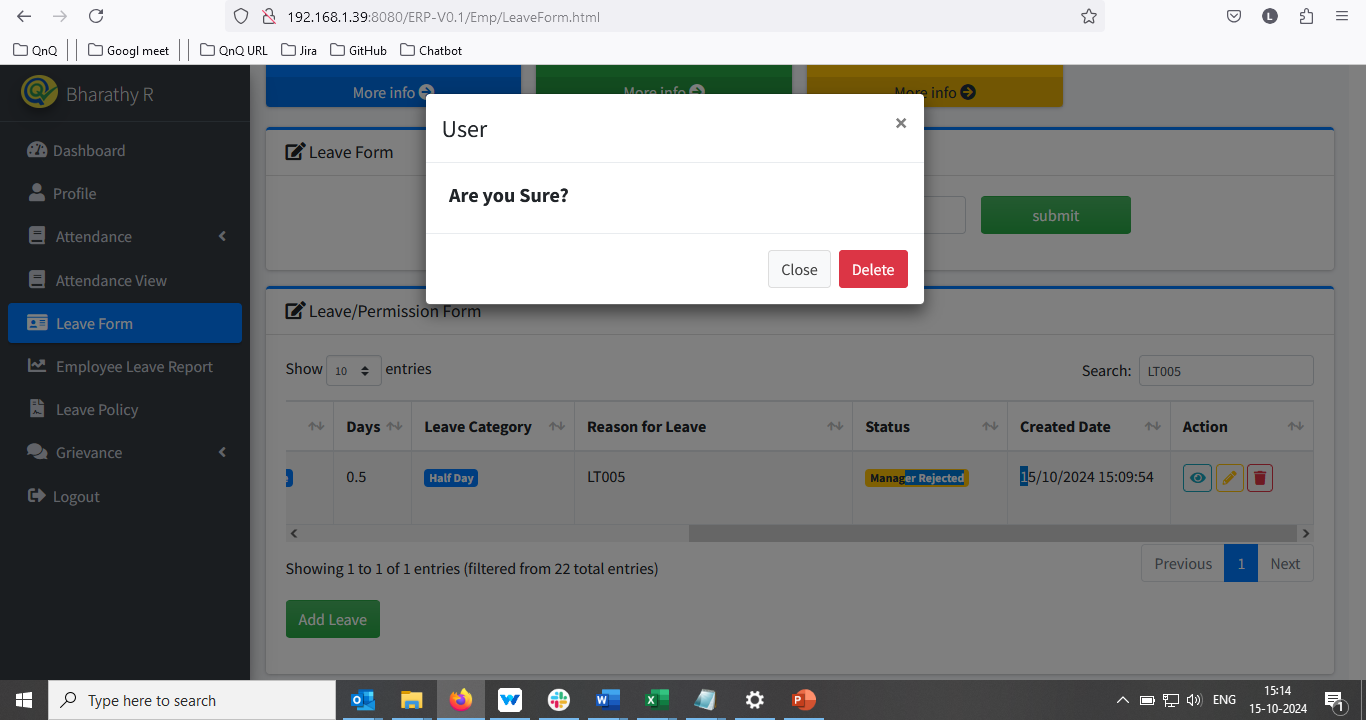 192.168.1.39:8080/ERP-V0.1/Emp/LeaveForm.html
L
QnQ
Googl meet
QnQ URL
Jira
GitHub
Chatbot
Bharathy R
Dashboard
Profile
Attendance
Attendance View
Leave Form
Employee Leave Report
Leave Policy
Grievance
Logout
More info
More info
More info
User
×
Are you Sure?
Close
Delete
Leave Form
submit
Leave/Permission Form
Show 10 entries
Search: LT005
Days Leave Category Reason for Leave Status Created Date Action
0.5 Half Day LT005 Manager Rejected 15/10/2024 15:09:54
Showing 1 to 1 of 1 entries (filtered from 22 total entries)
Previous 1 Next
Add Leave
Type here to search
ENG
15:14
15-10-2024
1